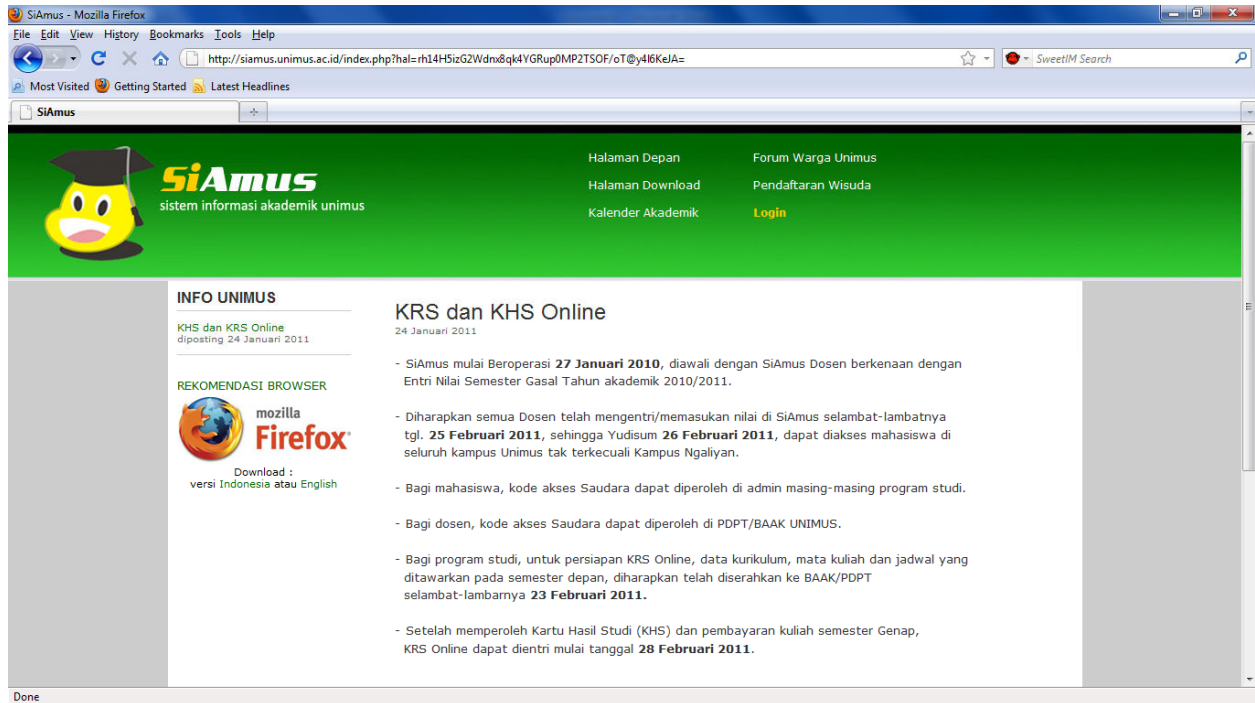 SiAmus - Mozilla Firefox
File Edit View History Bookmarks Tools Help
http://siamus.unimus.ac.id/index.php?hal=rh14H5izG2Wdnx8qk4YGRup0MP2TSOF/oT@y4I6KeJA=
SweetIM Search
Most Visited Getting Started Latest Headlines
SiAmus
SiAmus
sistem informasi akademik unimus
Halaman Depan Forum Warga Unimus
Halaman Download Pendaftaran Wisuda
Kalender Akademik Login
INFO UNIMUS
KHS dan KRS Online
diposting 24 Januari 2011
REKOMENDASI BROWSER
mozilla
Firefox
Download :
versi Indonesia atau English
KRS dan KHS Online
24 Januari 2011
- SiAmus mulai Beroperasi 27 Januari 2010, diawali dengan SiAmus Dosen berkenaan dengan
Entri Nilai Semester Gasal Tahun akademik 2010/2011.
- Diharapkan semua Dosen telah mengentri/memasukan nilai di SiAmus selambat-lambatnya
tgl. 25 Februari 2011, sehingga Yudisum 26 Februari 2011, dapat diakses mahasiswa di
seluruh kampus Unimus tak terkecuali Kampus Ngaliyan.
- Bagi mahasiswa, kode akses Saudara dapat diperoleh di admin masing-masing program studi.
- Bagi dosen, kode akses Saudara dapat diperoleh di PDPT/BAAK UNIMUS.
- Bagi program studi, untuk persiapan KRS Online, data kurikulum, mata kuliah dan jadwal yang
ditawarkan pada semester depan, diharapkan telah diserahkan ke BAAK/PDPT
selambat-lambarnya 23 Februari 2011.
- Setelah memperoleh Kartu Hasil Studi (KHS) dan pembayaran kuliah semester Genap,
KRS Online dapat dientri mulai tanggal 28 Februari 2011.
Done